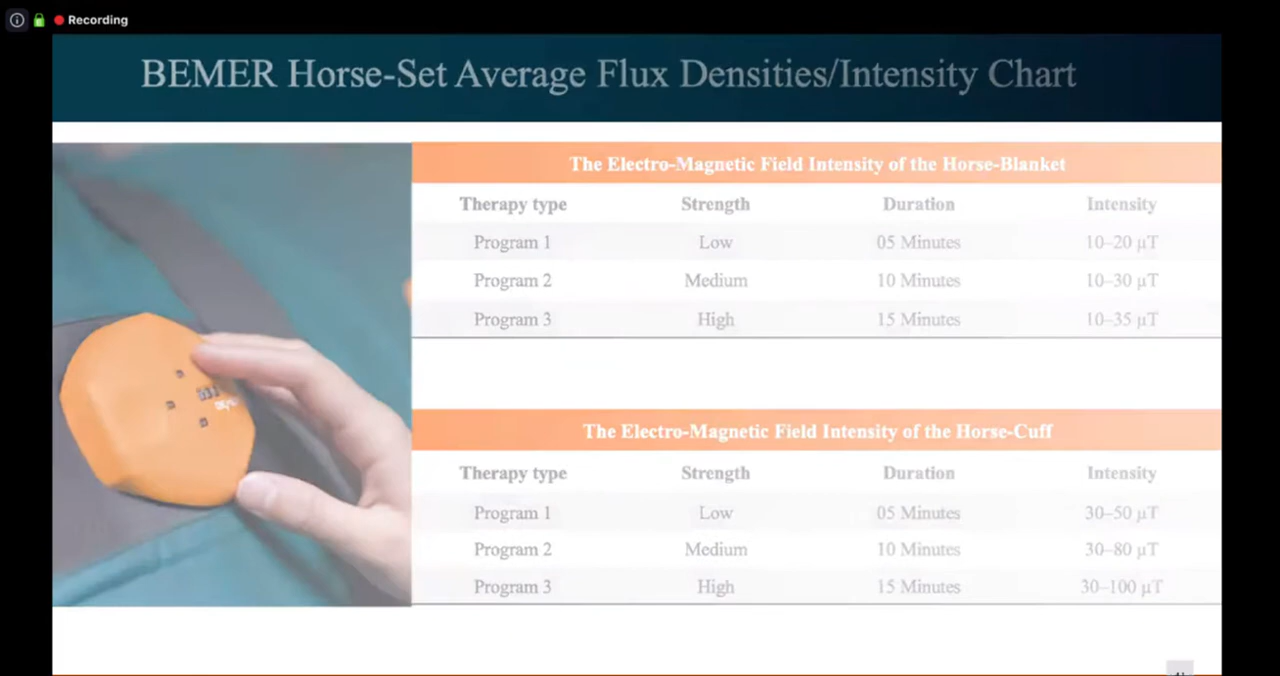 Recording
BEMER Horse-Set Average Flux Densities/Intensity Chart
The Electro-Magnetic Field Intensity of the Horse-Blanket
Therapy type Strength Duration Intensity
Program 1 Low 05 Minutes 10–20 µT
Program 2 Medium 10 Minutes 10–30 µT
Program 3 High 15 Minutes 10–35 µT
The Electro-Magnetic Field Intensity of the Horse-Cuff
Therapy type Strength Duration Intensity
Program 1 Low 05 Minutes 30–50 µT
Program 2 Medium 10 Minutes 30–80 µT
Program 3 High 15 Minutes 30–100 µT